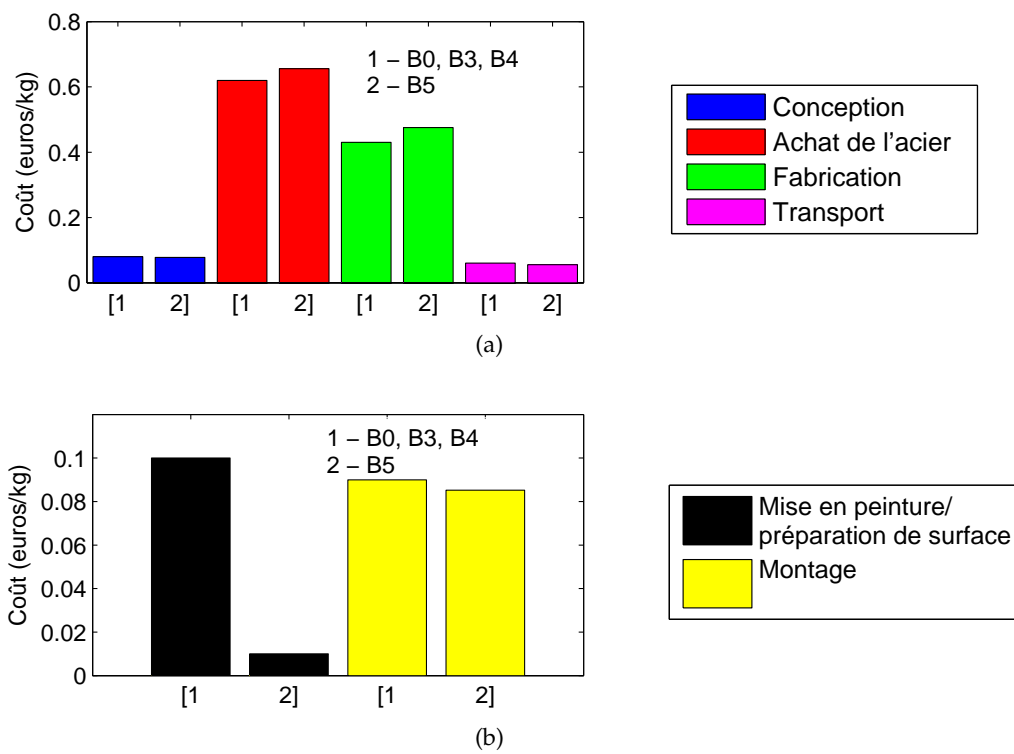 0.8
0.6
0.4
0.2
0
Coût (euros/kg)
1 – B0, B3, B4
2 – B5
[1 2] [1 2] [1 2] [1 2]
Conception
Achat de l'acier
Fabrication
Transport
(a)
0.1
0.08
0.06
0.04
0.02
0
Coût (euros/kg)
1 – B0, B3, B4
2 – B5
[1 2] [1 2]
Mise en peinture/
préparation de surface
Montage
(b)